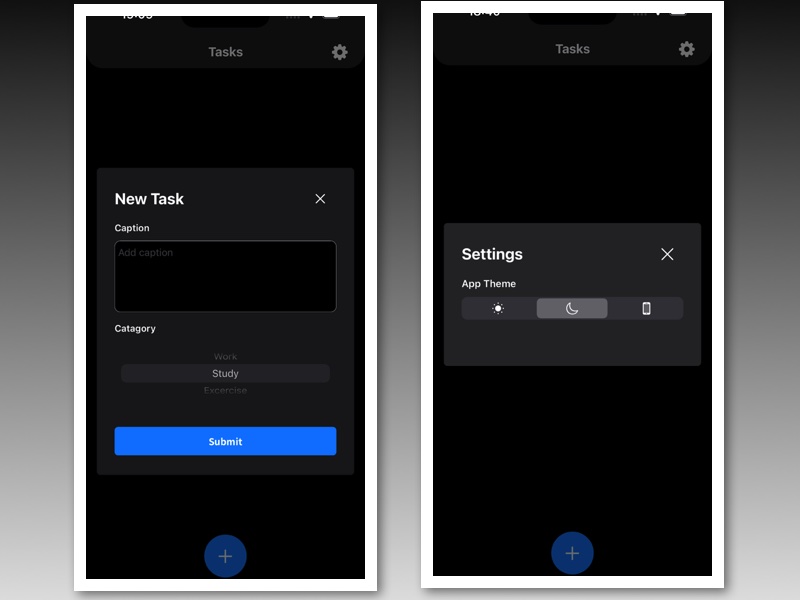 Tasks
New Task
Caption
Add caption
Catagory
Work
Study
Excercise
Submit
Tasks
Settings
App Theme